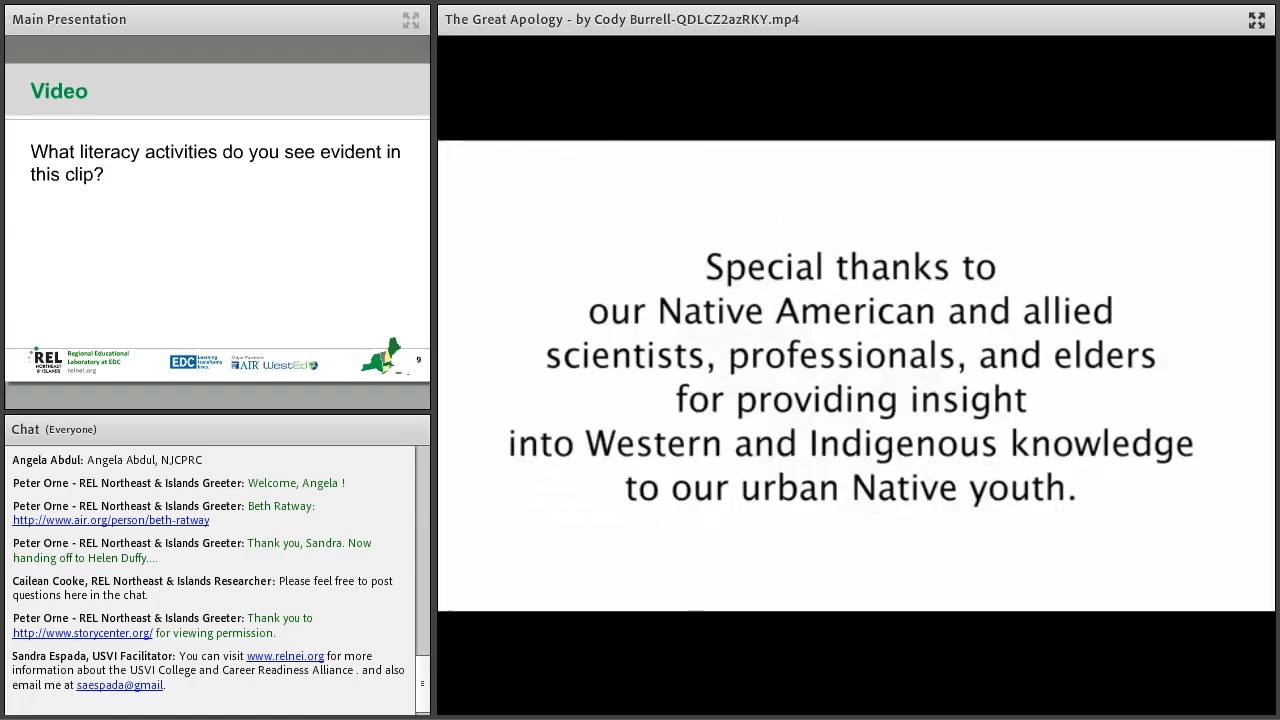 Main Presentation
Video
What literacy activities do you see evident in
this clip?
REL
NORTHEAST
& ISLANDS
Regional Educational
Laboratory at EDC
relnei.org
EDC
Learning
transforms
lives.
Major Partners:
AIR WestEd
9
Chat (Everyone)
Angela Abdul: Angela Abdul, NJCPRC
Peter Orne - REL Northeast & Islands Greeter: Welcome, Angela !
Peter Orne - REL Northeast & Islands Greeter: Beth Ratway:
http://www.air.org/person/beth-ratway
Peter Orne - REL Northeast & Islands Greeter: Thank you, Sandra. Now
handing off to Helen Duffy....
Cailean Cooke, REL Northeast & Islands Researcher: Please feel free to post
questions here in the chat.
Peter Orne - REL Northeast & Islands Greeter: Thank you to
http://www.storycenter.org/ for viewing permission.
Sandra Espada, USVI Facilitator: You can visit www.relnei.org for more
information about the USVI College and Career Readiness Alliance . and also
email me at saespada@gmail.
The Great Apology - by Cody Burrell-QDLCZ2azRKY.mp4
Special thanks to
our Native American and allied
scientists, professionals, and elders
for providing insight
into Western and Indigenous knowledge
to our urban Native youth.